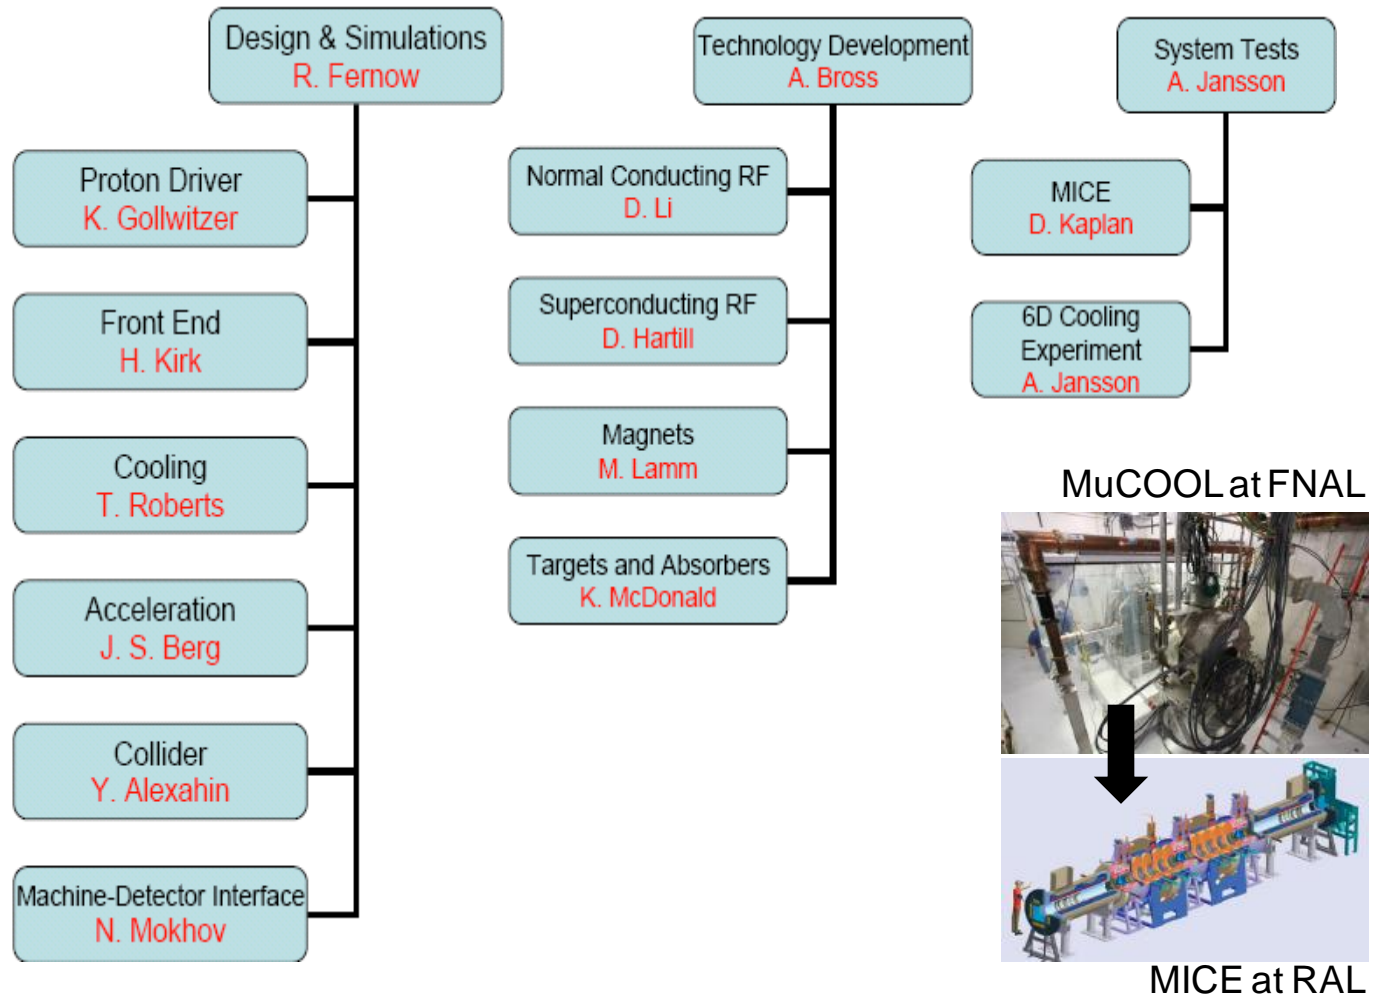 Design & Simulations
R. Fernow
Proton Driver
K. Gollwitzer
Front End
H. Kirk
Cooling
T. Roberts
Acceleration
J. S. Berg
Collider
Y. Alexahin
Machine-Detector Interface
N. Mokhov
Technology Development
A. Bross
Normal Conducting RF
D. Li
Superconducting RF
D. Hartill
Magnets
M. Lamm
Targets and Absorbers
K. McDonald
System Tests
A. Jansson
MICE
D. Kaplan
6D Cooling
Experiment
A. Jansson
MuCOOL at FNAL
MICE at RAL